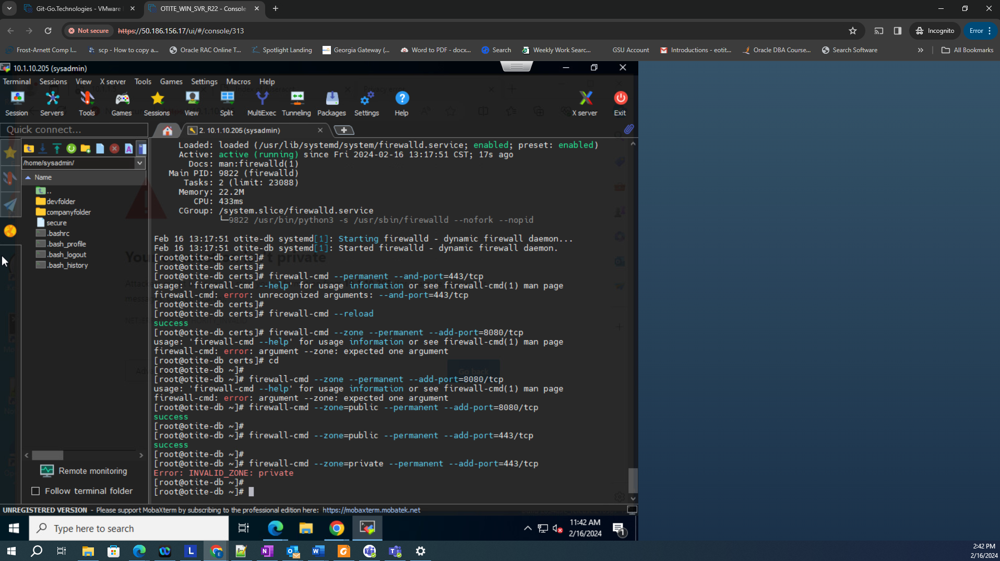 Git-Go.Technologies - VMware
OTITE_WIN_SVR_R22 - Console
Not secure
https://50.186.156.17/ui/#/console/313
Incognito
Error
Frost-Arnett Comp I...
scp - How to copy a...
Oracle RAC Online T...
Spotlight Landing
Georgia Gateway (...
Word to PDF - docx...
Search
Weekly Work Searc...
GSU Account
Introductions - eotit...
Oracle DBA Course...
Search Software
»
All Bookmarks
10.1.10.205 (sysadmin)
Terminal Sessions View X server Tools Games Settings Macros Help
Session Servers Tools Games Sessions View Split MultiExec Tunneling Packages Settings Help X server Exit
Quick connect...
2. 10.1.10.205 (sysadmin)
/home/sysadmin/
Name
..
devfolder
companyfolder
secure
.bashrc
.bash_profile
.bash_logout
.bash_history
Remote monitoring
Follow terminal folder
Loaded: loaded (/usr/lib/systemd/system/firewalld.service; enabled; preset: enabled)
Active: active (running) since Fri 2024-02-16 13:17:51 CST; 17s ago
Docs: man:firewalld(1)
Main PID: 9822 (firewalld)
Tasks: 2 (limit: 23088)
Memory: 22.2M
CPU: 433ms
CGroup: /system.slice/firewalld.service
└─9822 /usr/bin/python3 -s /usr/sbin/firewalld --nofork --nopid
Feb 16 13:17:51 otite-db systemd[1]: Starting firewalld - dynamic firewall daemon...
Feb 16 13:17:51 otite-db systemd[1]: Started firewalld - dynamic firewall daemon.
[root@otite-db certs]#
[root@otite-db certs]#
[root@otite-db certs]# firewall-cmd --permanent --and-port=443/tcp
usage: 'firewall-cmd --help' for usage information or see firewall-cmd(1) man page
firewall-cmd: error: unrecognized arguments: --and-port=443/tcp
[root@otite-db certs]#
[root@otite-db certs]# firewall-cmd --reload
success
[root@otite-db certs]# firewall-cmd --zone --permanent --add-port=8080/tcp
usage: 'firewall-cmd --help' for usage information or see firewall-cmd(1) man page
firewall-cmd: error: argument --zone: expected one argument
[root@otite-db certs]# cd
[root@otite-db ~]#
[root@otite-db ~]# firewall-cmd --zone --permanent --add-port=8080/tcp
usage: 'firewall-cmd --help' for usage information or see firewall-cmd(1) man page
firewall-cmd: error: argument --zone: expected one argument
[root@otite-db ~]# firewall-cmd --zone=public --permanent --add-port=8080/tcp
success
[root@otite-db ~]#
[root@otite-db ~]# firewall-cmd --zone=public --permanent --add-port=443/tcp
success
[root@otite-db ~]#
[root@otite-db ~]# firewall-cmd --zone=private --permanent --add-port=443/tcp
Error: INVALID_ZONE: private
[root@otite-db ~]#
[root@otite-db ~]#
Go back
UNREGISTERED VERSION - Please support MobaXterm by subscribing to the professional edition here: https://mobaxterm.mobatek.net
Type here to search
11:42 AM
2/16/2024
1
2:42 PM
2/16/2024